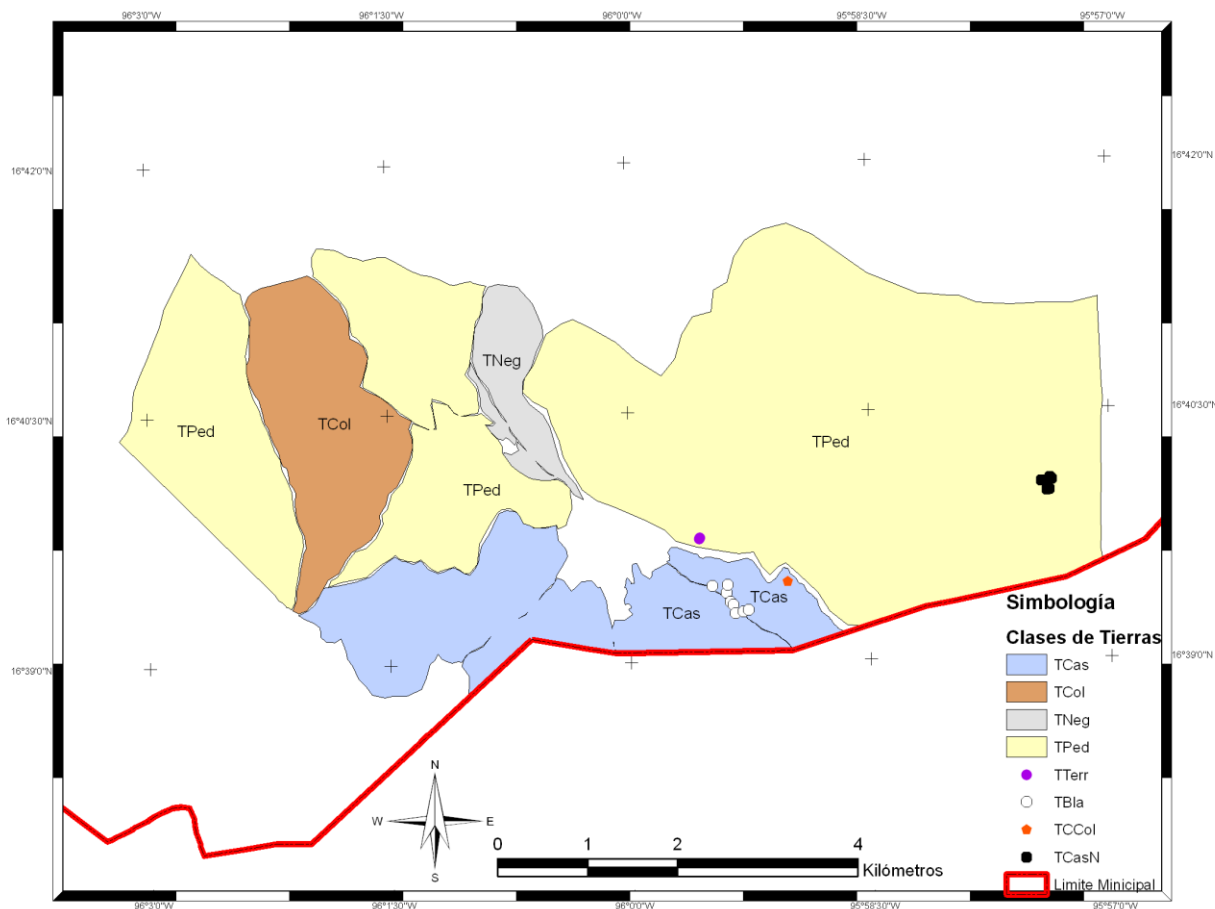 96°3'0"W 96°1'30"W 96°0'0"W 95°58'30"W 95°57'0"W
16°42'0"N 16°42'0"N
TNeg
16°40'30"N 16°40'30"N
TPed TCol TPed
TPed
TCas TCas
Simbología
Clases de Tierras
16°39'0"N 16°39'0"N
TCas
TCol
TNeg
TPed
TTerr
TBla
TCCol
TCasN
Limite Minicipal
N
W E
S
0 1 2 4
Kilómetros
96°3'0"W 96°1'30"W 96°0'0"W 95°58'30"W 95°57'0"W